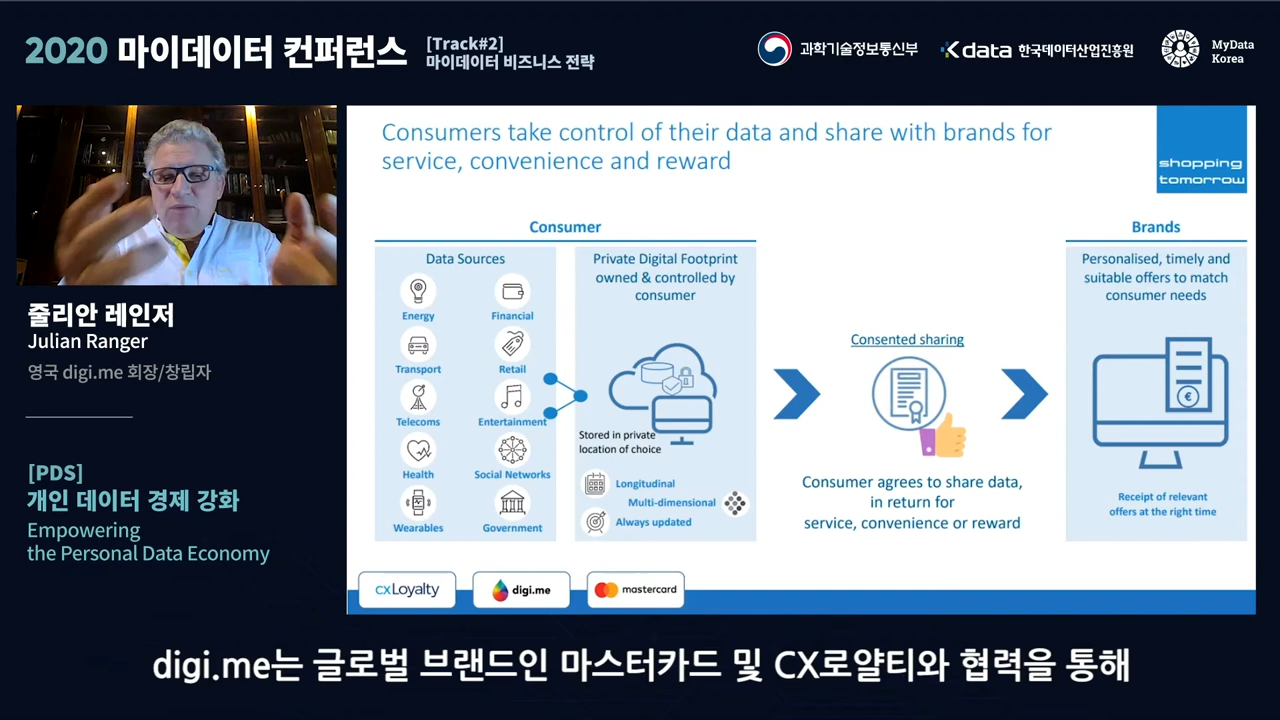 2020 마이데이터 컨퍼런스
[Track#2]
마이데이터 비즈니스 전략
과학기술정보통신부
Kdata 한국데이터산업진흥원
MyData
Korea
줄리안 레인저
Julian Ranger
영국 digi.me 회장/창립자
[PDS]
개인 데이터 경제 강화
Empowering
the Personal Data Economy
Consumers take control of their data and share with brands for
service, convenience and reward
shopping
tomorrow
Consumer
Data Sources
Energy
Financial
Transport
Retail
Telecoms
Entertainment
Health
Social Networks
Wearables
Government
Private Digital Footprint
owned & controlled by
consumer
Stored in private
location of choice
Longitudinal
Multi-dimensional
Always updated
Consented sharing
Consumer agrees to share data,
in return for
service, convenience or reward
Brands
Personalised, timely and
suitable offers to match
consumer needs
€
Receipt of relevant
offers at the right time
cxLoyalty
digi.me
mastercard
digi.me는 글로벌 브랜드인 마스터카드 및 CX로얄티와 협력을 통해